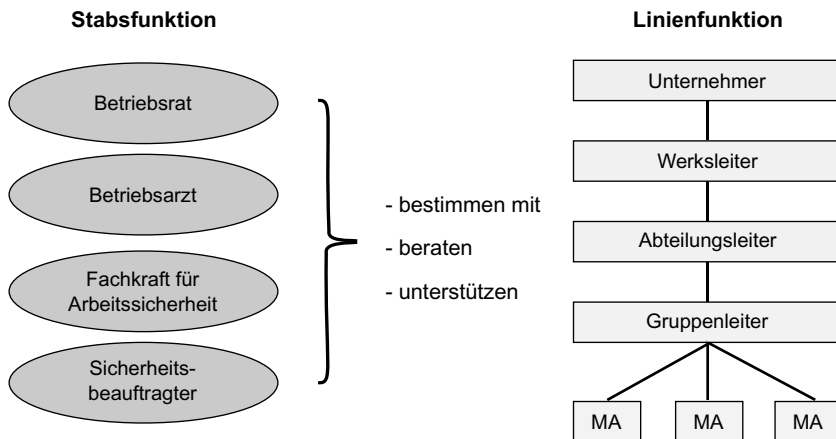 Stabsfunktion
Betriebsrat
Betriebsarzt
Fachkraft für
Arbeitssicherheit
Sicherheits-
beauftragter
- bestimmen mit
- beraten
- unterstützen
Linienfunktion
Unternehmer
Werksleiter
Abteilungsleiter
Gruppenleiter
MA MA MA